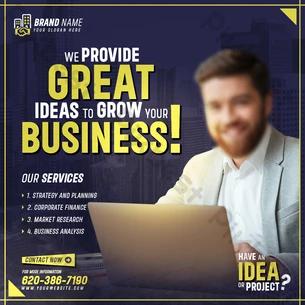 BRAND NAME
YOUR SLOGAN HERE
WE PROVIDE
GREAT
IDEAS TO GROW YOUR
BUSINESS!
OUR SERVICES
1. STRATEGY AND PLANNING
2. CORPORATE FINANCE
3. MARKET RESEARCH
4. BUSINESS ANALYSIS
CONTACT NOW
FOR MORE INFORMATION
620-386-7190
WWW.YOURWEBSITE.COM
HAVE AN
IDEA
OR PROJECT?